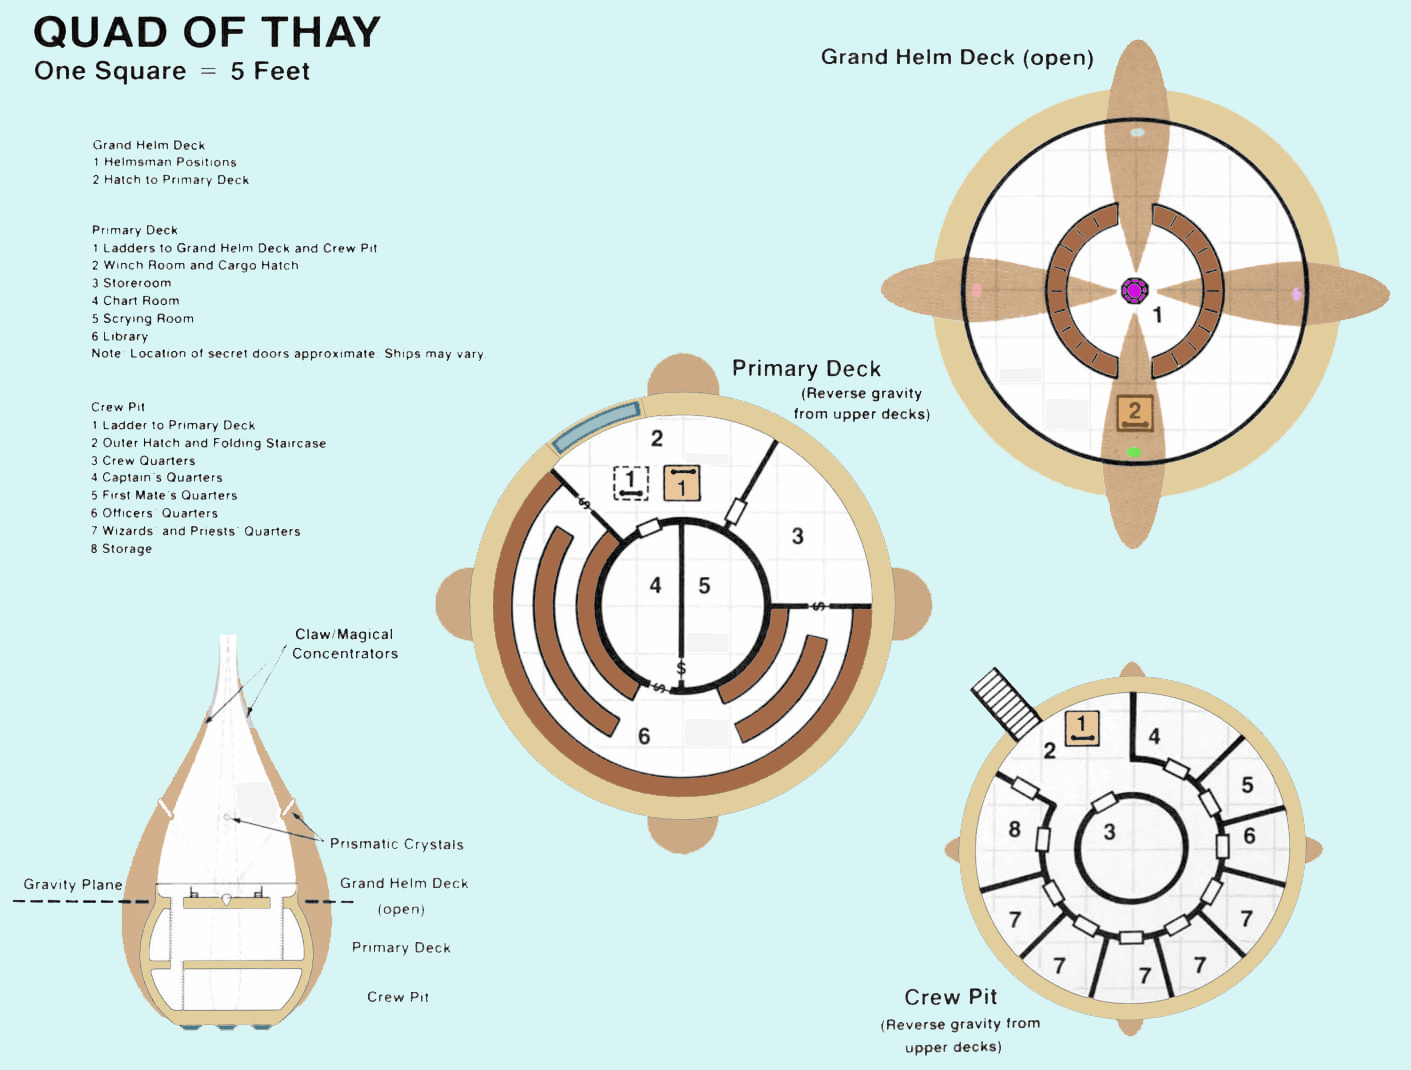 QUAD OF THAY
One Square = 5 Feet
Grand Helm Deck
1 Helmsman Positions
2 Hatch to Primary Deck
Primary Deck
1 Ladders to Grand Helm Deck and Crew Pit
2 Winch Room and Cargo Hatch
3 Storeroom
4 Chart Room
5 Scrying Room
6 Library
Note: Location of secret doors approximate. Ships may vary.
Crew Pit
1 Ladder to Primary Deck
2 Outer Hatch and Folding Staircase
3 Crew Quarters
4 Captain's Quarters
5 First Mate's Quarters
6 Officers' Quarters
7 Wizards' and Priests' Quarters
8 Storage
Grand Helm Deck (open)
1
2
Primary Deck
(Reverse gravity
from upper decks)
2
1
1
S
3
4
5
S
S
S
6
Claw/Magical
Concentrators
Prismatic Crystals
Gravity Plane
Grand Helm Deck
(open)
Primary Deck
Crew Pit
1
2
4
5
8
3
6
7
7
7
7
7
Crew Pit
(Reverse gravity from
upper decks)